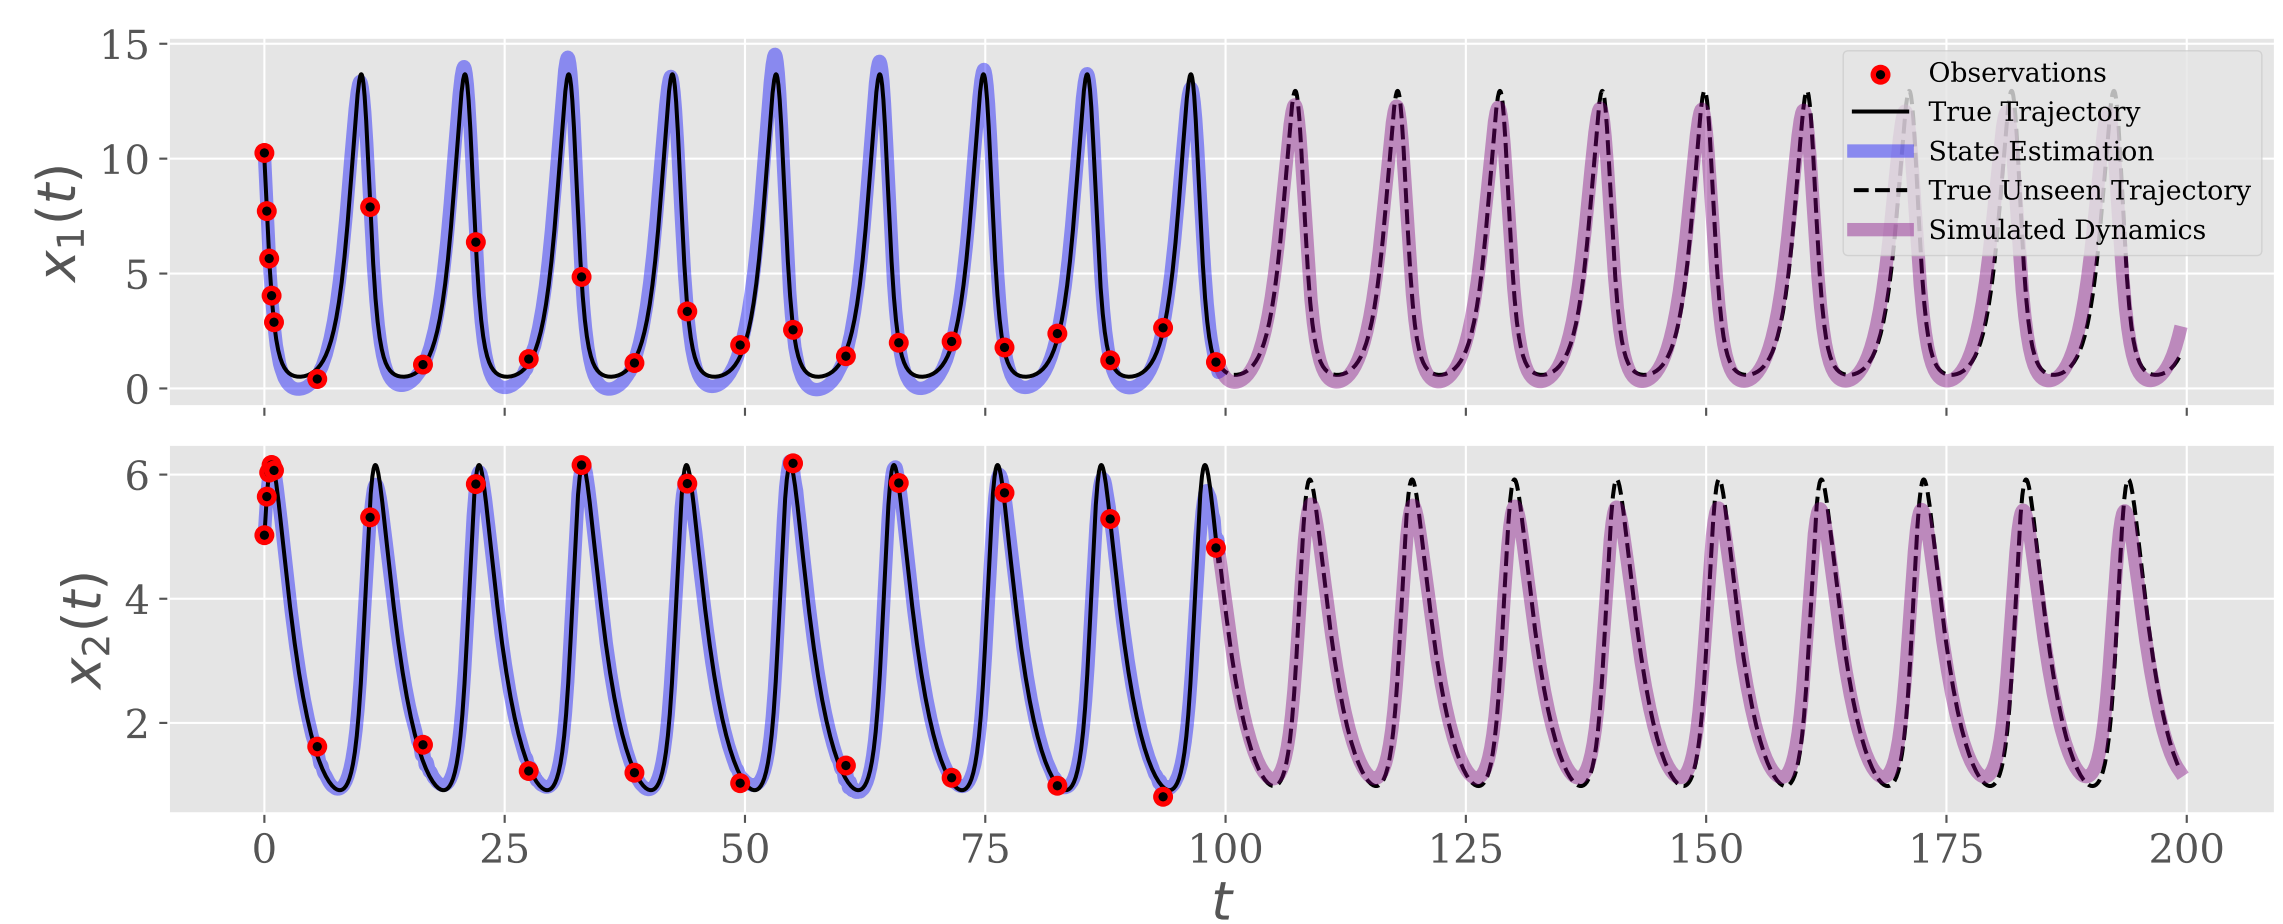 15
10
5
0
x₁(t)
Observations
True Trajectory
State Estimation
True Unseen Trajectory
Simulated Dynamics
6
4
2
x₂(t)
0 25 50 75 100 125 150 175 200
t